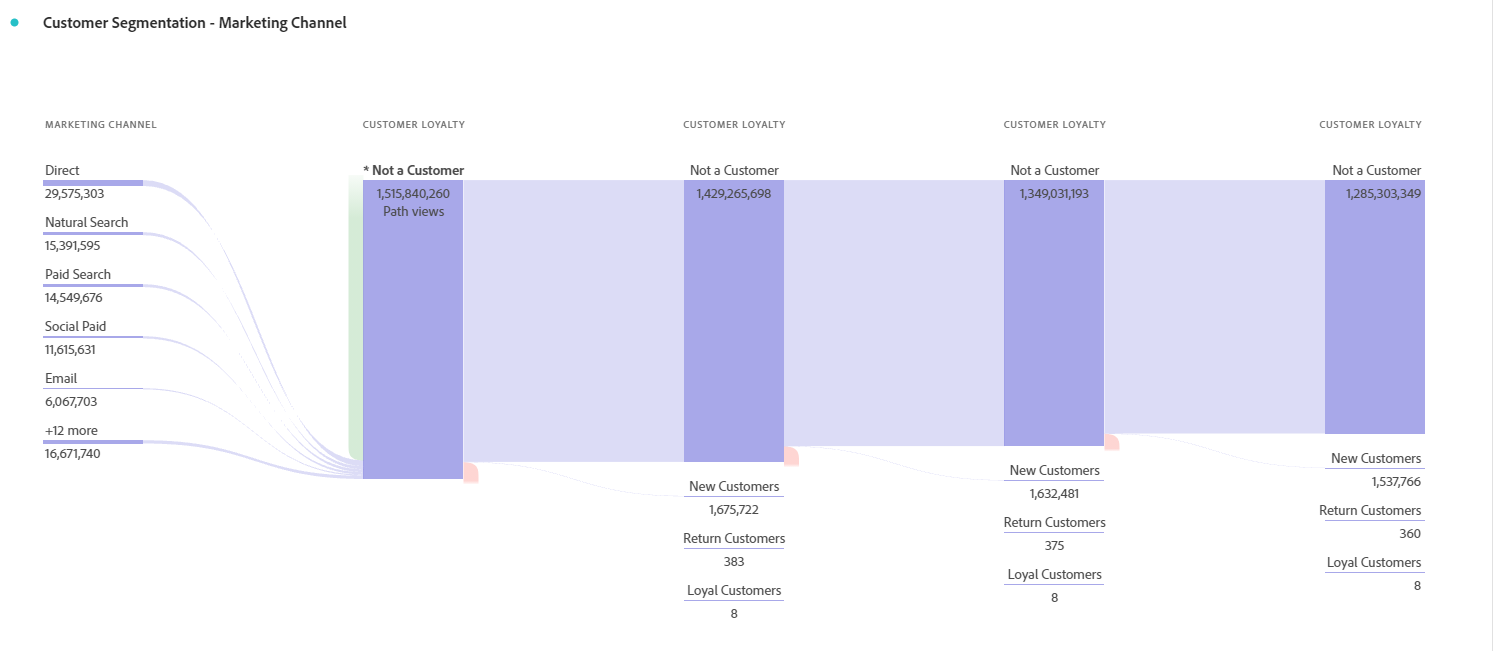 Customer Segmentation - Marketing Channel
MARKETING CHANNEL
CUSTOMER LOYALTY
CUSTOMER LOYALTY
CUSTOMER LOYALTY
CUSTOMER LOYALTY
Direct
29,575,303
Natural Search
15,391,595
Paid Search
14,549,676
Social Paid
11,615,631
Email
6,067,703
+12 more
16,671,740
* Not a Customer
1,515,840,260
Path views
Not a Customer
1,429,265,698
New Customers
1,675,722
Return Customers
383
Loyal Customers
8
Not a Customer
1,349,031,193
New Customers
1,632,481
Return Customers
375
Loyal Customers
8
Not a Customer
1,285,303,349
New Customers
1,537,766
Return Customers
360
Loyal Customers
8